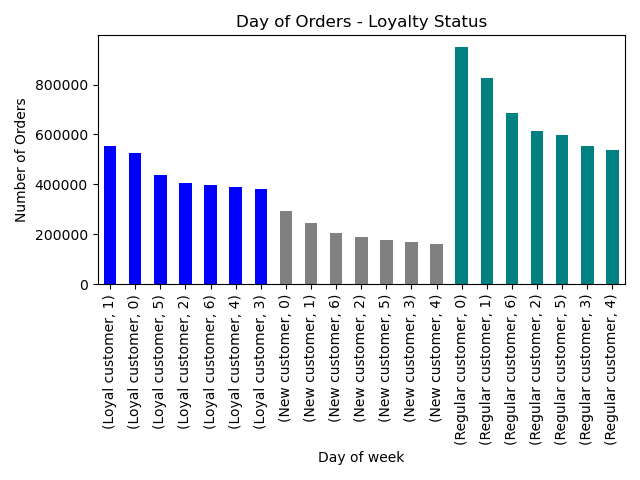 Day of Orders - Loyalty Status
Number of Orders
800000
600000
400000
200000
0
(Loyal customer, 1)
(Loyal customer, 0)
(Loyal customer, 5)
(Loyal customer, 2)
(Loyal customer, 6)
(Loyal customer, 4)
(Loyal customer, 3)
(New customer, 0)
(New customer, 1)
(New customer, 6)
(New customer, 2)
(New customer, 5)
(New customer, 3)
(New customer, 4)
(Regular customer, 0)
(Regular customer, 1)
(Regular customer, 6)
(Regular customer, 2)
(Regular customer, 5)
(Regular customer, 3)
(Regular customer, 4)
Day of week